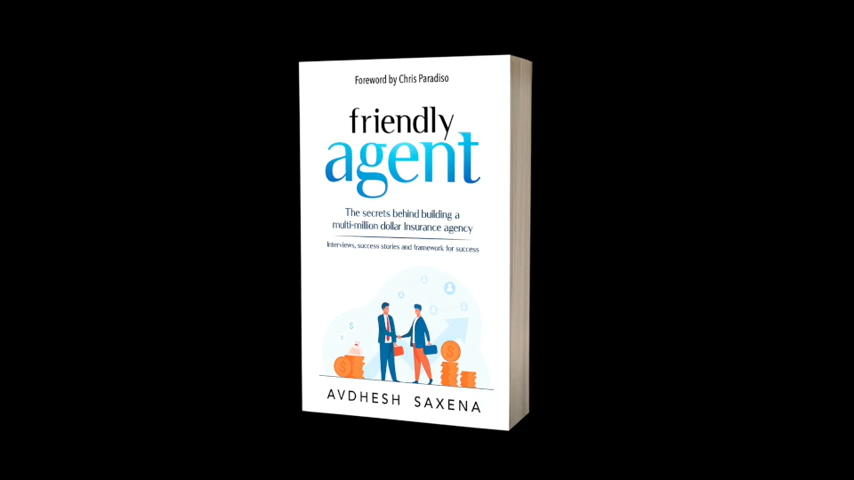 Foreword by Chris Paradiso
friendly
agent
The secrets behind building a
multi-million dollar Insurance agency
Interviews, success stories and framework for success
AVDHESH SAXENA